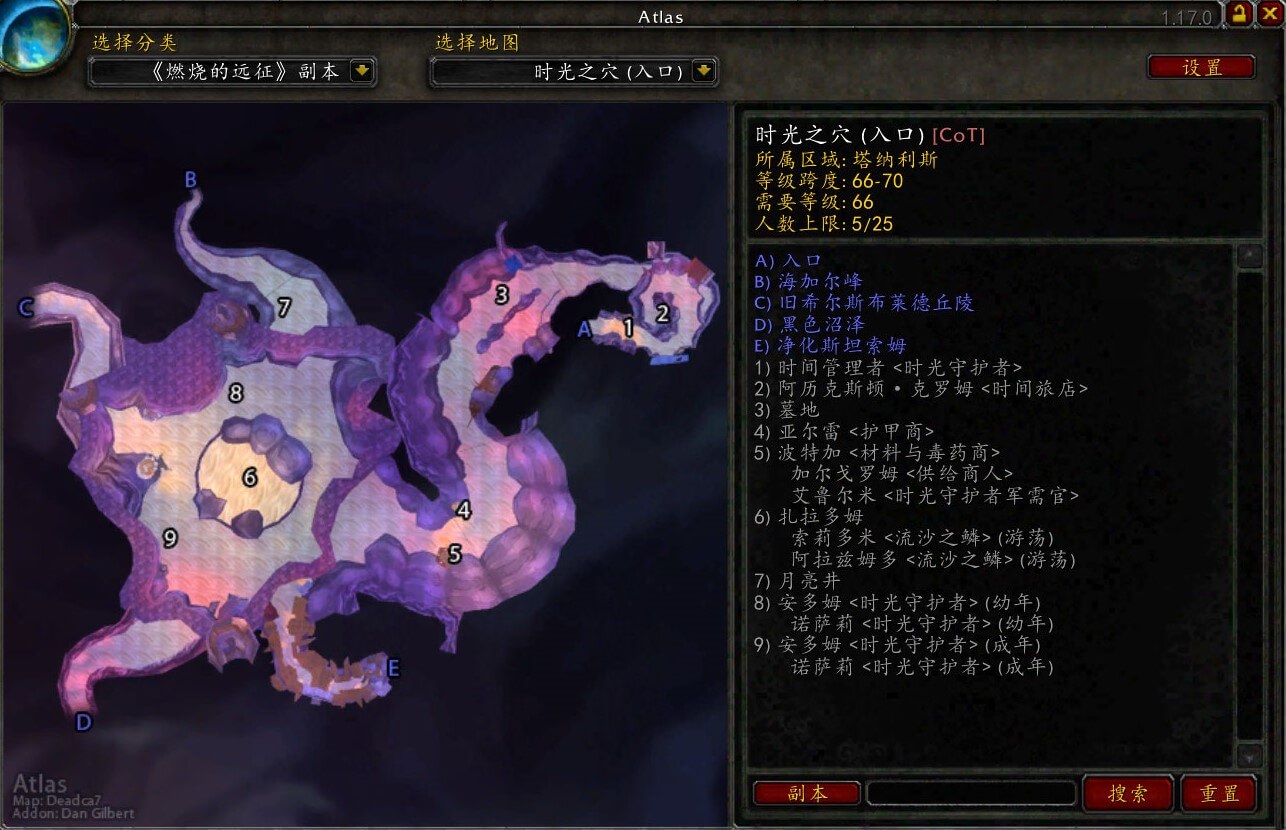 Atlas
1.17.0
选择分类
选择地图
《燃烧的远征》副本
时光之穴 (入口)
设置
时光之穴 (入口) [CoT]
所属区域: 塔纳利斯
等级跨度: 66-70
需要等级: 66
人数上限: 5/25
A) 入口
B) 海加尔峰
C) 旧希尔斯布莱德丘陵
D) 黑色沼泽
E) 净化斯坦索姆
1) 时间管理者 <时光守护者>
2) 阿历克斯顿・克罗姆 <时间旅店>
3) 墓地
4) 亚尔雷 <护甲商>
5) 波特加 <材料与毒药商>
加尔戈罗姆 <供给商人>
艾鲁尔米 <时光守护者军需官>
6) 扎拉多姆
索莉多米 <流沙之鳞> (游荡)
阿拉兹姆多 <流沙之鳞> (游荡)
7) 月亮井
8) 安多姆 <时光守护者> (幼年)
诺萨莉 <时光守护者> (幼年)
9) 安多姆 <时光守护者> (成年)
诺萨莉 <时光守护者> (成年)
B
C
7
3
2
A
1
8
6
4
9
5
E
D
Atlas
Map: Deadca7
Addon: Dan Gilbert
副本
搜索
重置